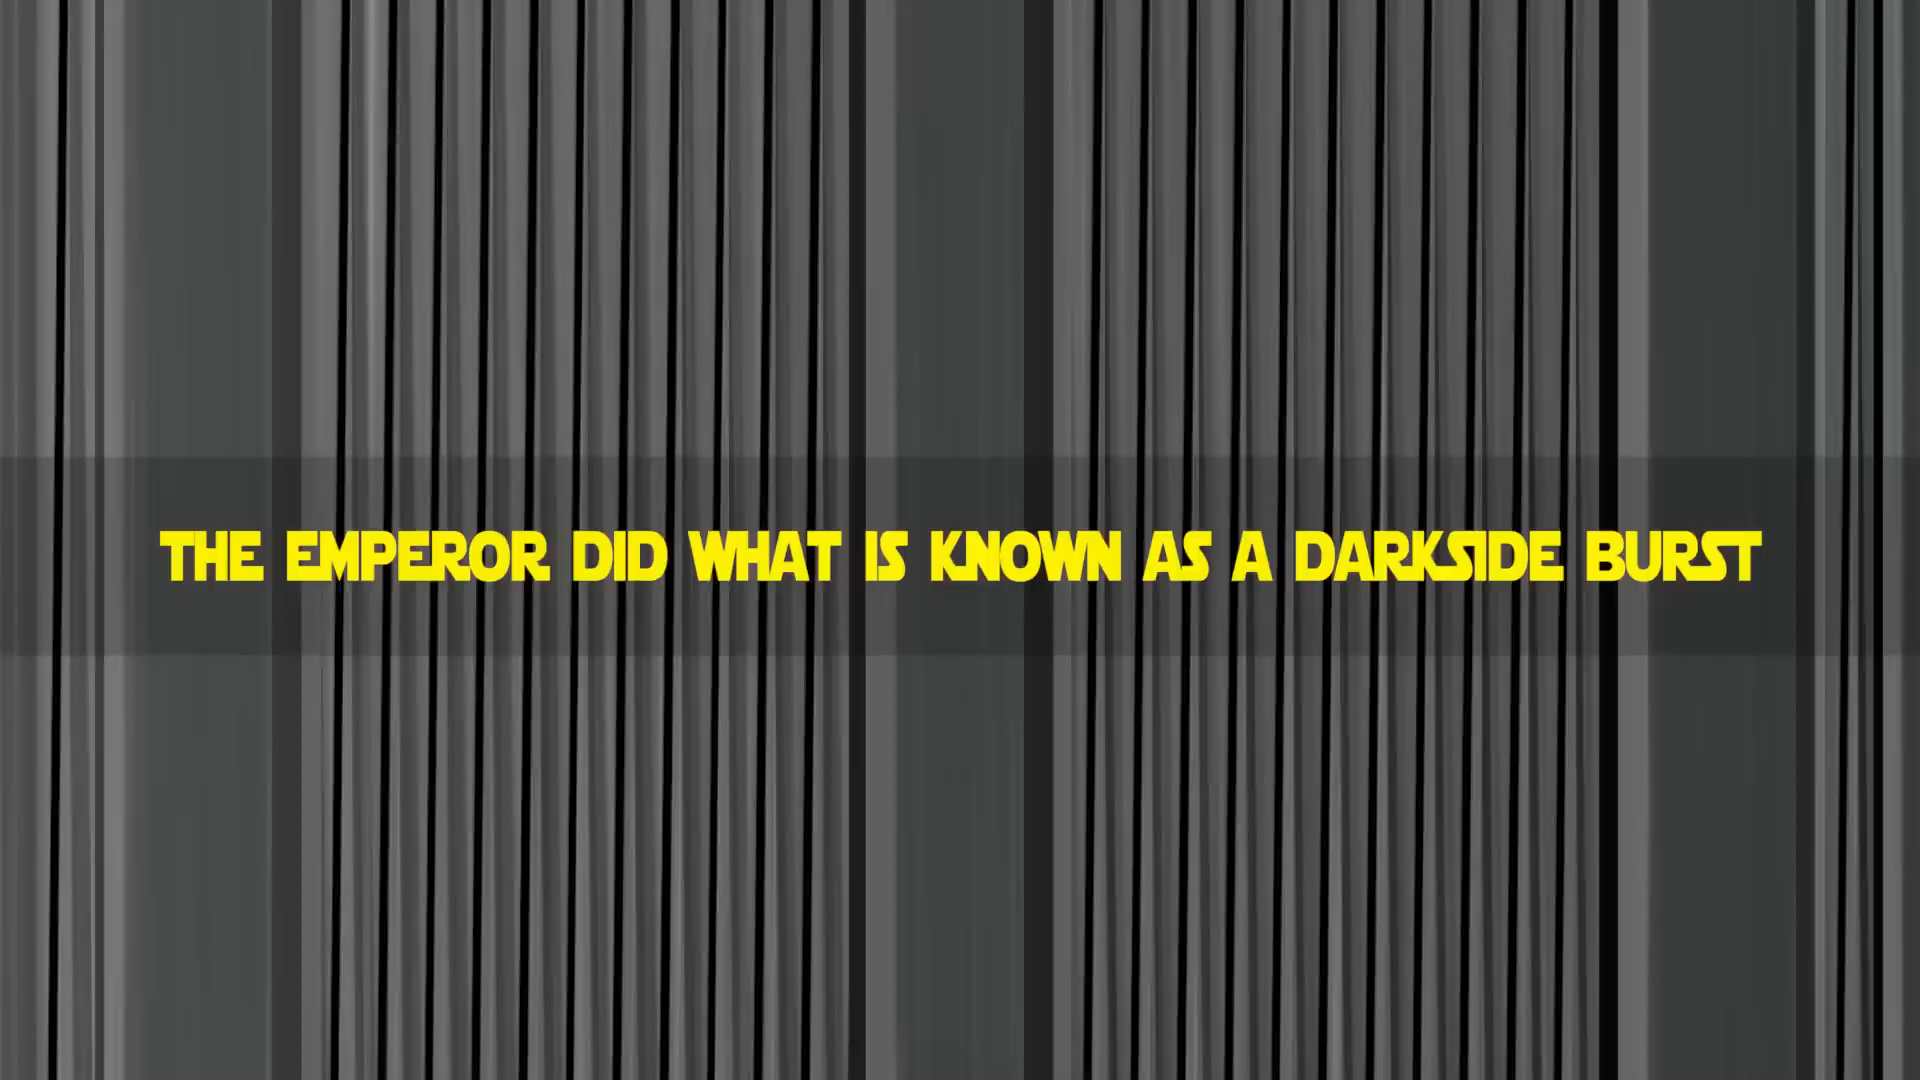 THE EMPEROR DID WHAT IS KNOWN AS A DARKSIDE BURST